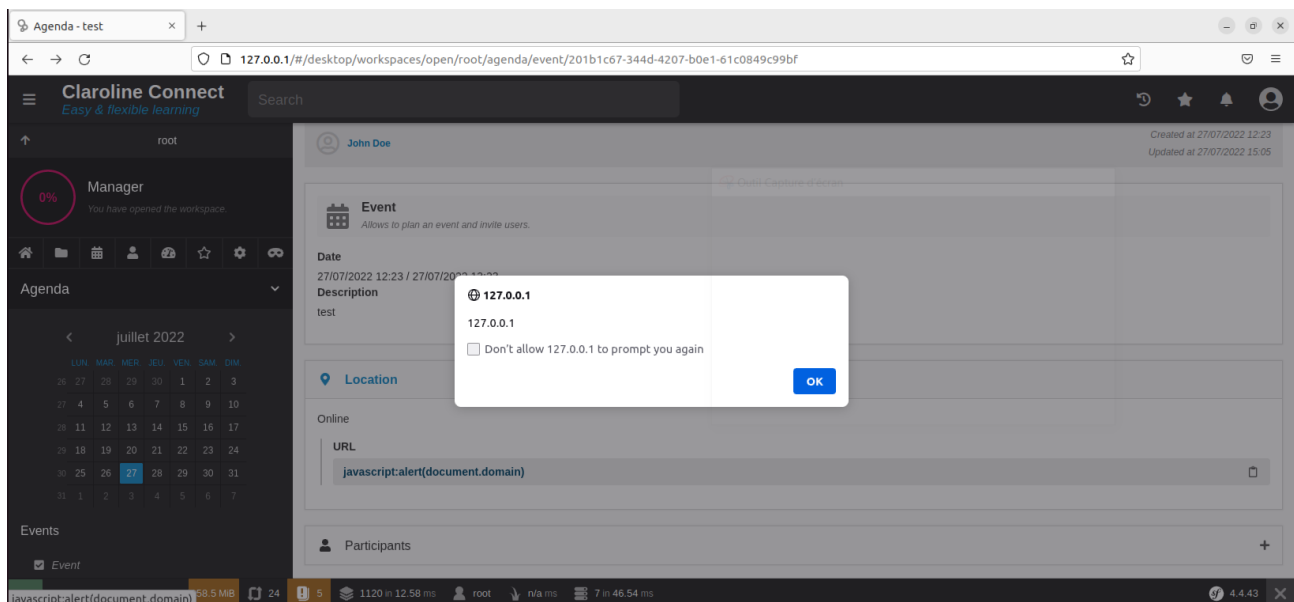 Agenda - test
127.0.0.1/#/desktop/workspaces/open/root/agenda/event/201b1c67-344d-4207-b0e1-61c0849c99bf
Claroline Connect
Easy & flexible learning
Search
root
John Doe
Created at 27/07/2022 12:23
Updated at 27/07/2022 15:05
Outil Capture d'écran
0%
Manager
You have opened the workspace.
Event
Allows to plan an event and invite users.
Date
27/07/2022 12:23 / 27/07/2022 12:23
Description
test
127.0.0.1
127.0.0.1
Don't allow 127.0.0.1 to prompt you again
OK
Agenda
juillet 2022
LUN. MAR. MER. JEU. VEN. SAM. DIM.
26 27 28 29 30 1 2 3
27 4 5 6 7 8 9 10
28 11 12 13 14 15 16 17
29 18 19 20 21 22 23 24
30 25 26 27 28 29 30 31
31 1 2 3 4 5 6 7
Location
Online
URL
javascript:alert(document.domain)
Events
Event
Participants
javascript:alert(document.domain)
58.5 MiB 24 5 1120 in 12.58 ms root n/a ms 7 in 46.54 ms 4.4.43